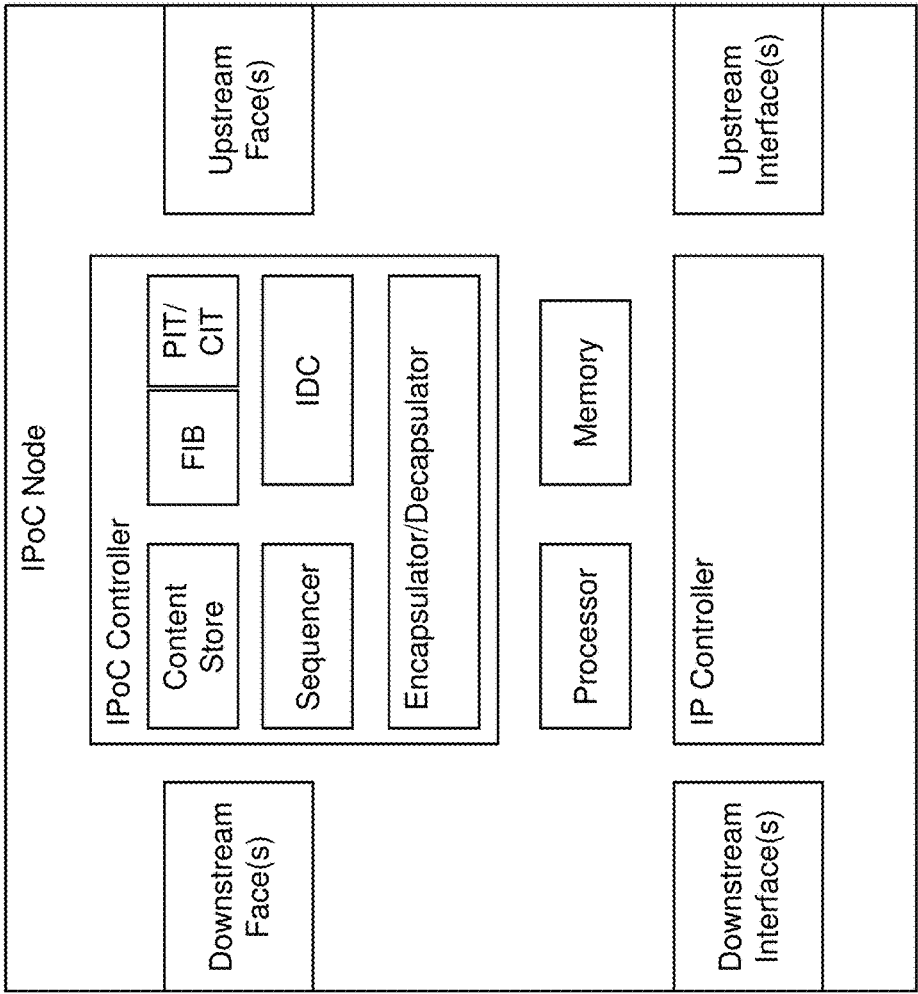 IPoC Node
Downstream
Face(s)
IPoC Controller
Content
Store
FIB
PIT/
CIT
Sequencer
IDC
Encapsulator/Decapsulator
Upstream
Face(s)
Processor
Memory
Downstream
Interface(s)
IP Controller
Upstream
Interface(s)